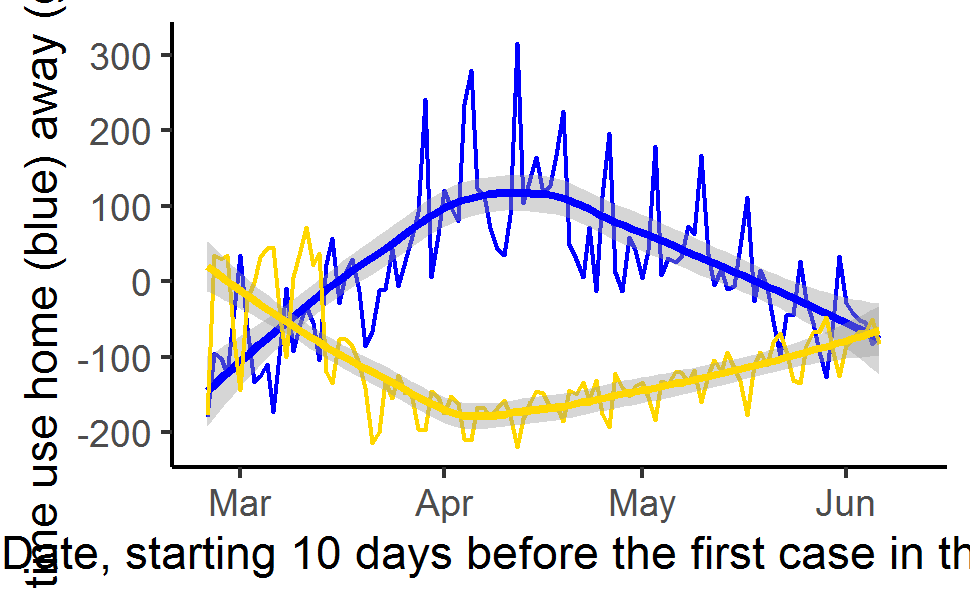 time use home (blue) away (
300
200
100
0
-100
-200
Mar Apr May Jun
Date, starting 10 days before the first case in th